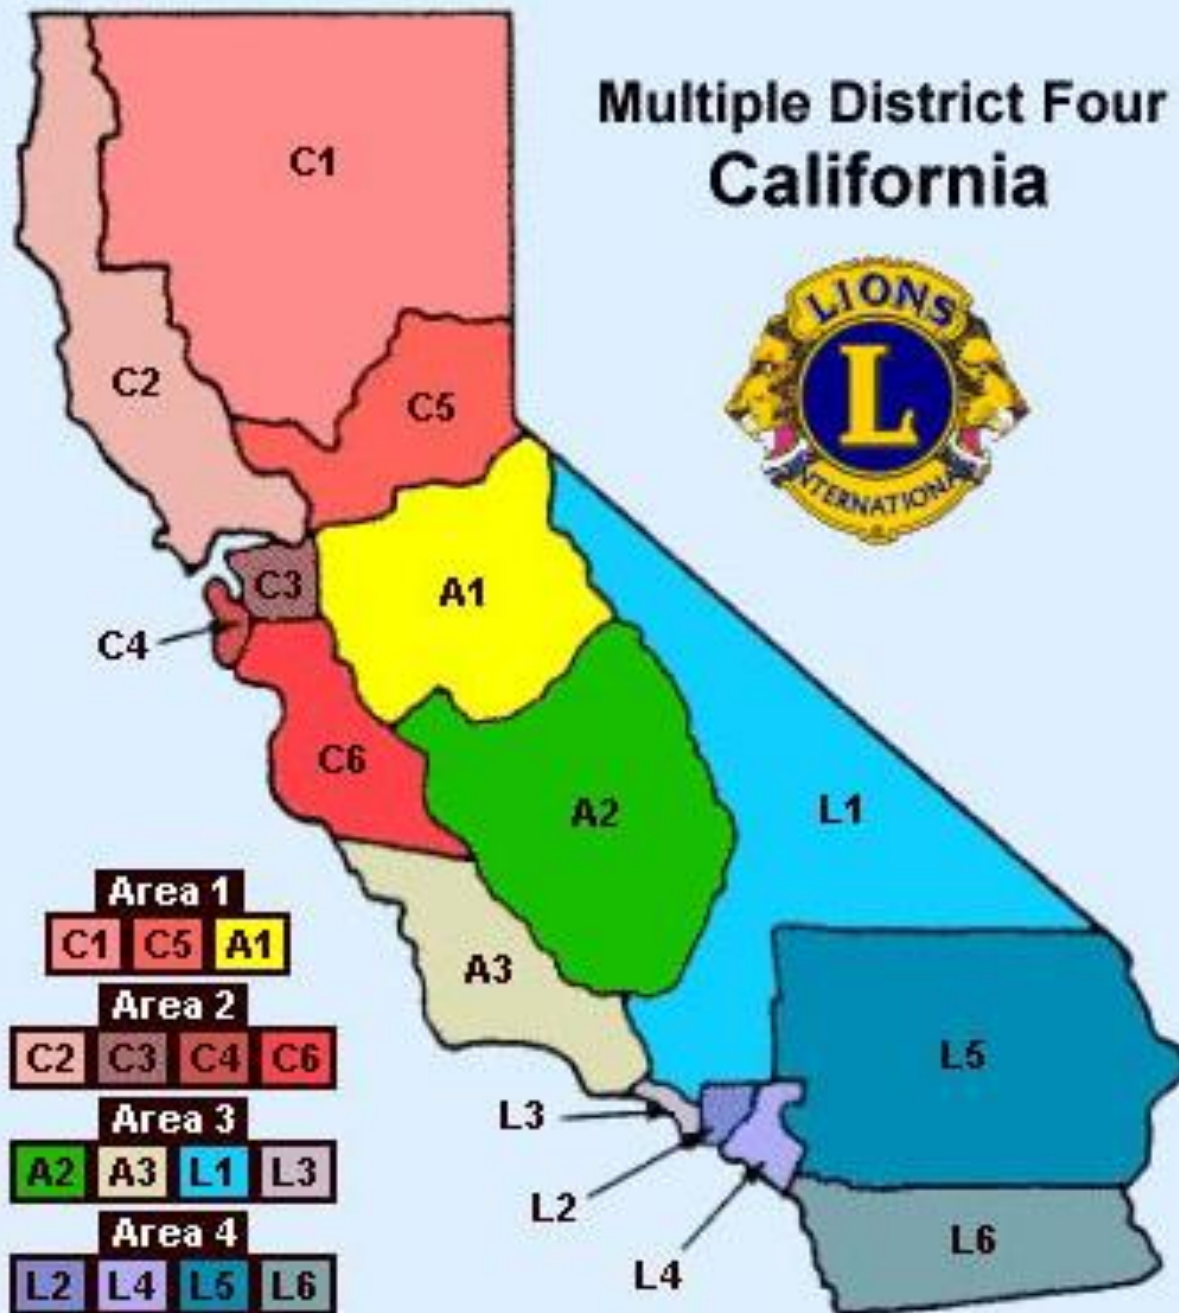 Multiple District Four
California
LIONS
L
INTERNATIONAL
C1
C2
C5
C3
A1
C4
C6
A2
L1
A3
L5
L3
L2
L4
L6
Area 1
C1 C5 A1
Area 2
C2 C3 C4 C6
Area 3
A2 A3 L1 L3
Area 4
L2 L4 L5 L6